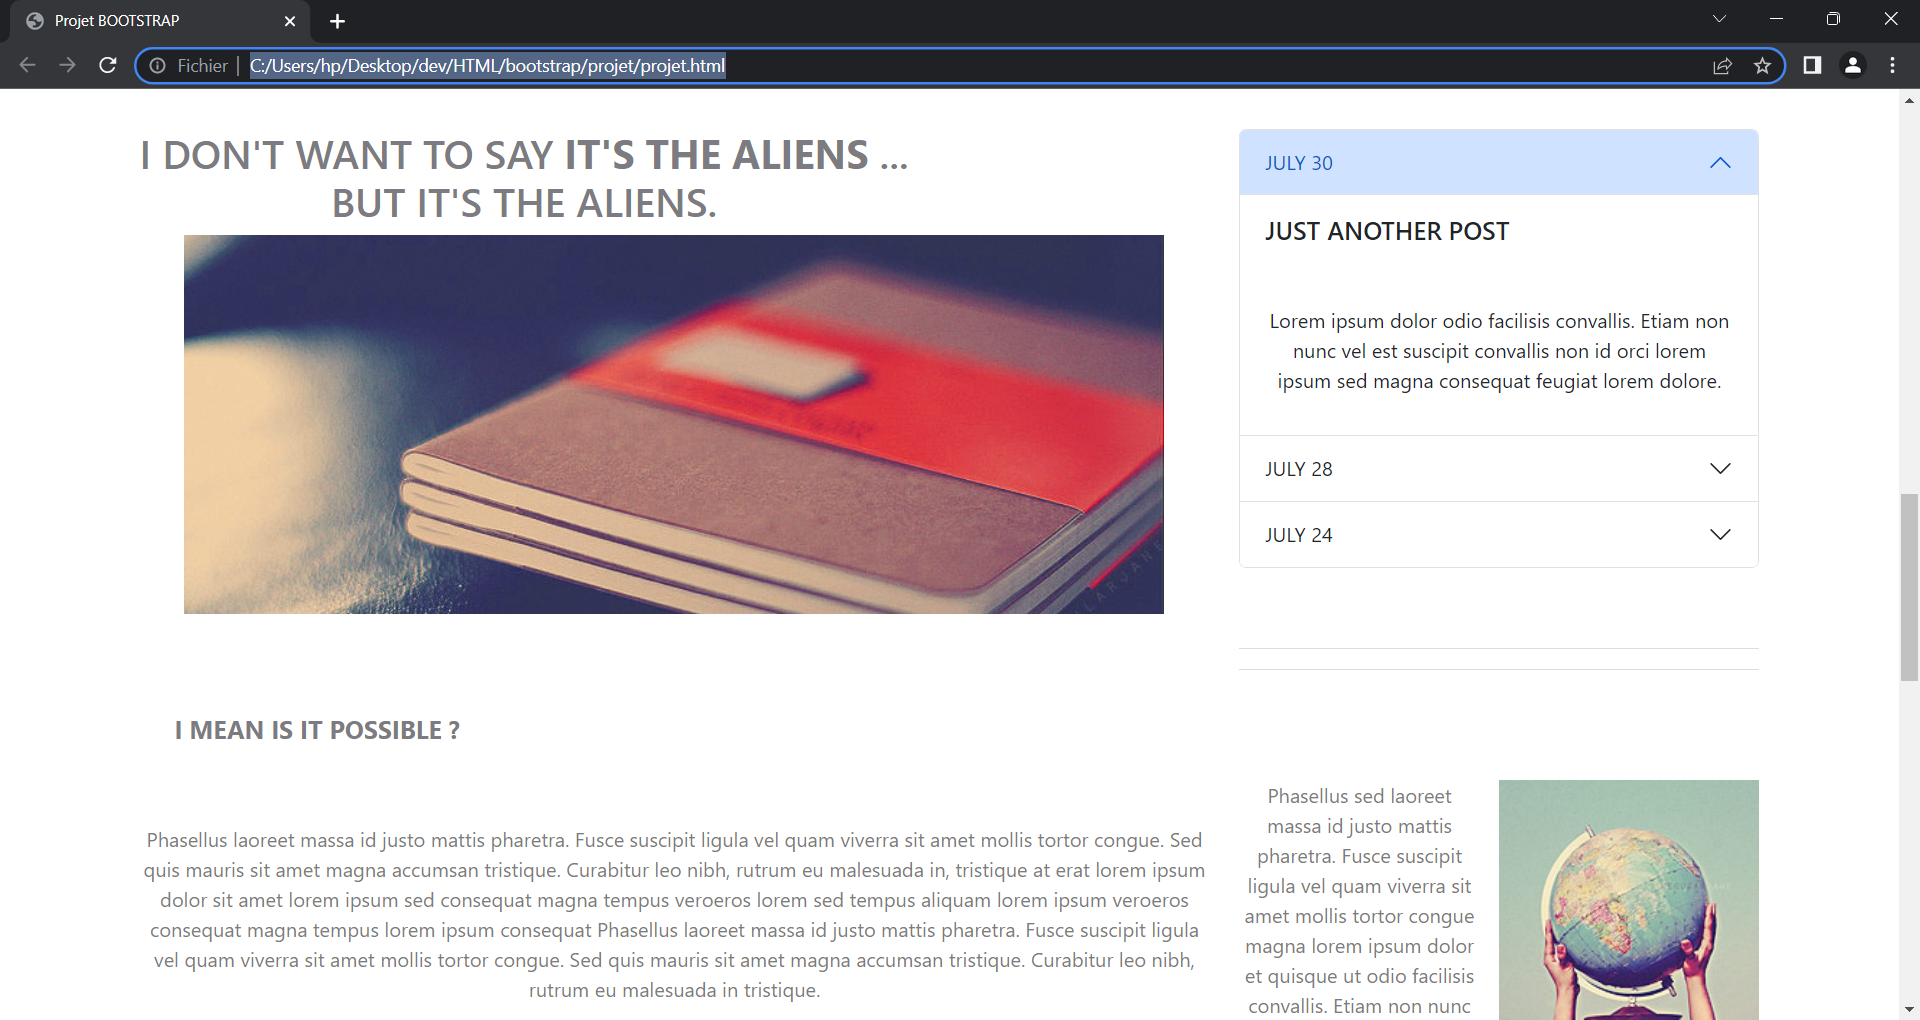 Projet BOOTSTRAP
Fichier
C:/Users/hp/Desktop/dev/HTML/bootstrap/projet/projet.html
I DON'T WANT TO SAY IT'S THE ALIENS ...
BUT IT'S THE ALIENS.
I MEAN IS IT POSSIBLE ?
Phasellus laoreet massa id justo mattis pharetra. Fusce suscipit ligula vel quam viverra sit amet mollis tortor congue. Sed
quis mauris sit amet magna accumsan tristique. Curabitur leo nibh, rutrum eu malesuada in, tristique at erat lorem ipsum
dolor sit amet lorem ipsum sed consequat magna tempus veroeros lorem sed tempus aliquam lorem ipsum veroeros
consequat magna tempus lorem ipsum consequat Phasellus laoreet massa id justo mattis pharetra. Fusce suscipit ligula
vel quam viverra sit amet mollis tortor congue. Sed quis mauris sit amet magna accumsan tristique. Curabitur leo nibh,
rutrum eu malesuada in tristique.
JULY 30
JUST ANOTHER POST
Lorem ipsum dolor odio facilisis convallis. Etiam non
nunc vel est suscipit convallis non id orci lorem
ipsum sed magna consequat feugiat lorem dolore.
JULY 28
JULY 24
Phasellus sed laoreet
massa id justo mattis
pharetra. Fusce suscipit
ligula vel quam viverra sit
amet mollis tortor congue
magna lorem ipsum dolor
et quisque ut odio facilisis
convallis. Etiam non nunc